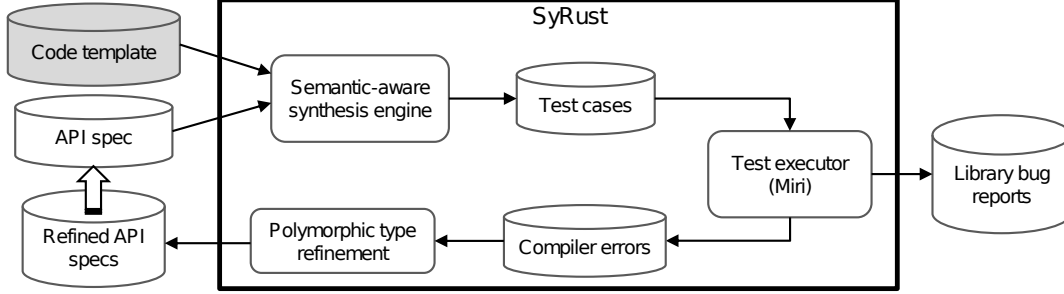 SyRust
Code template
Semantic-aware
synthesis engine
Test cases
API spec
Test executor
(Miri)
Library bug
reports
Refined API
specs
Polymorphic type
refinement
Compiler errors